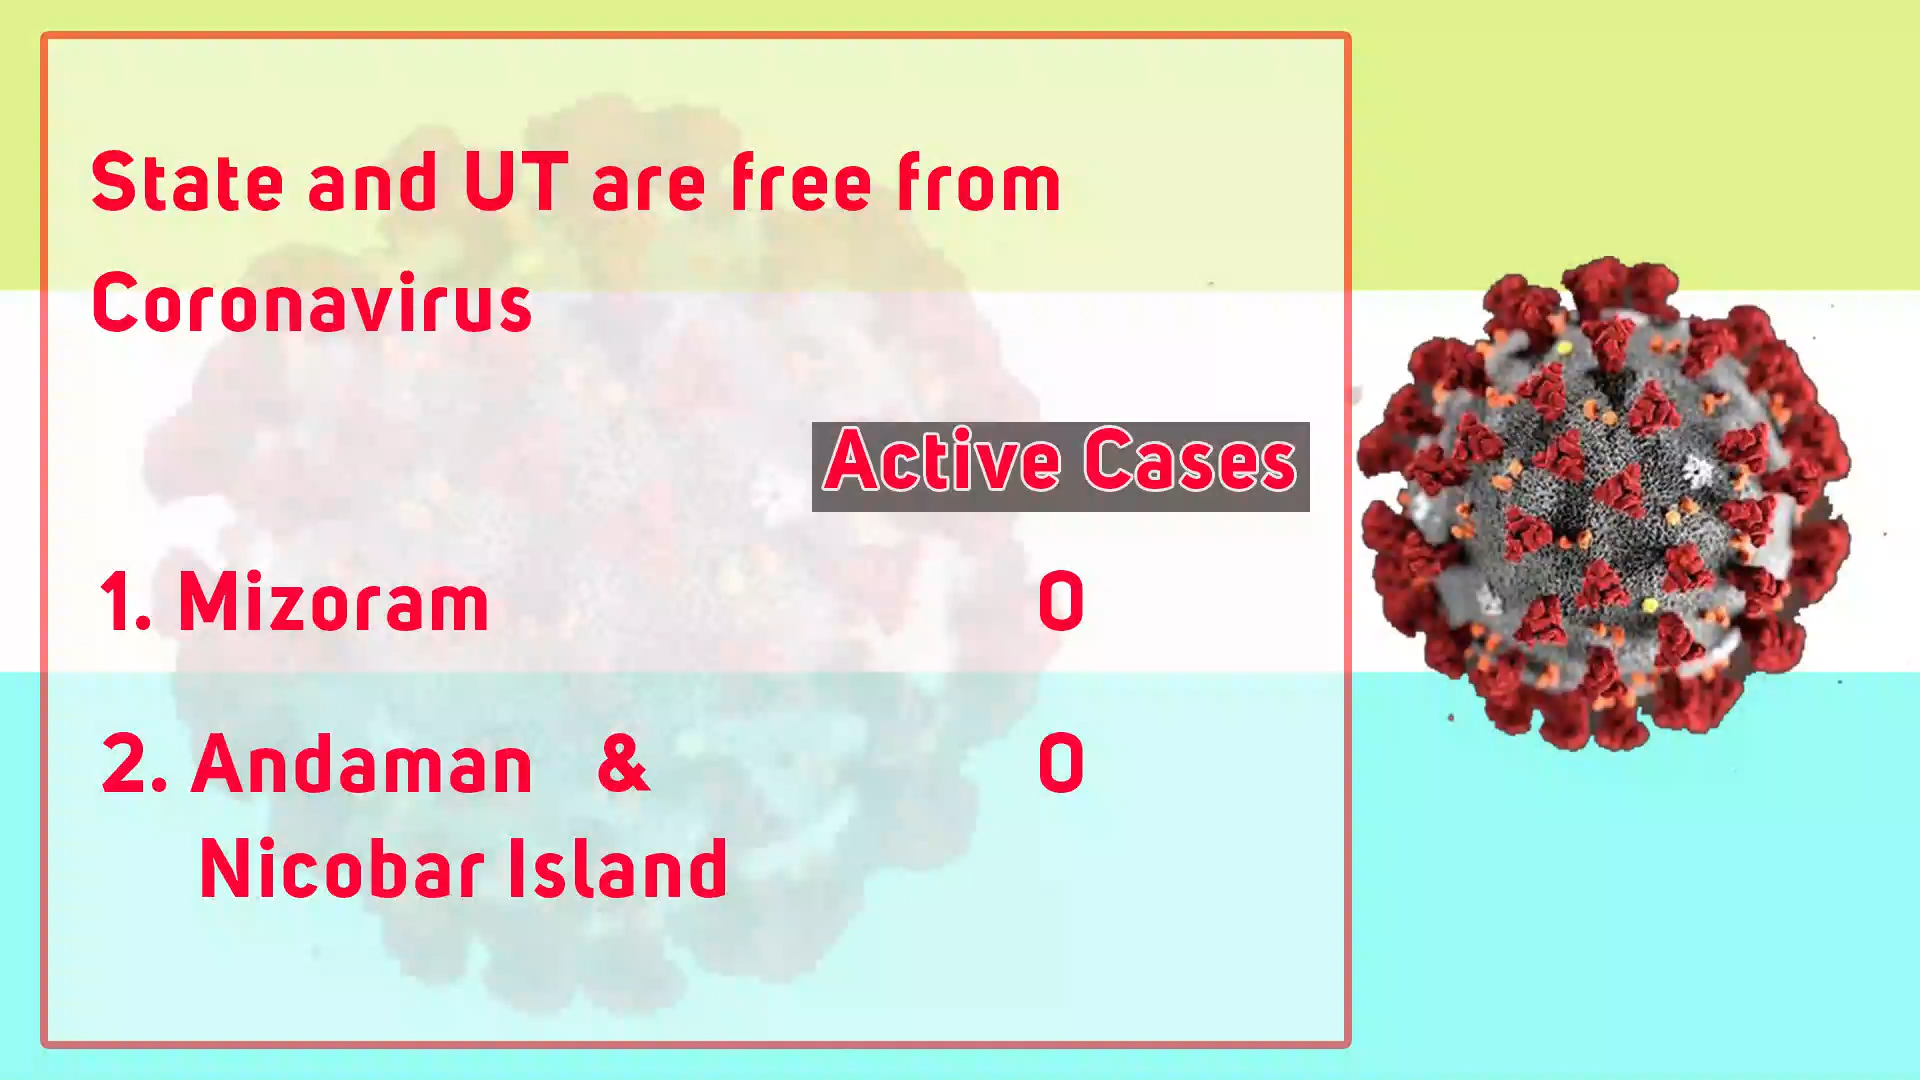 State and UT are free from
Coronavirus
Active Cases
1. Mizoram 0
2. Andaman & 0
Nicobar Island